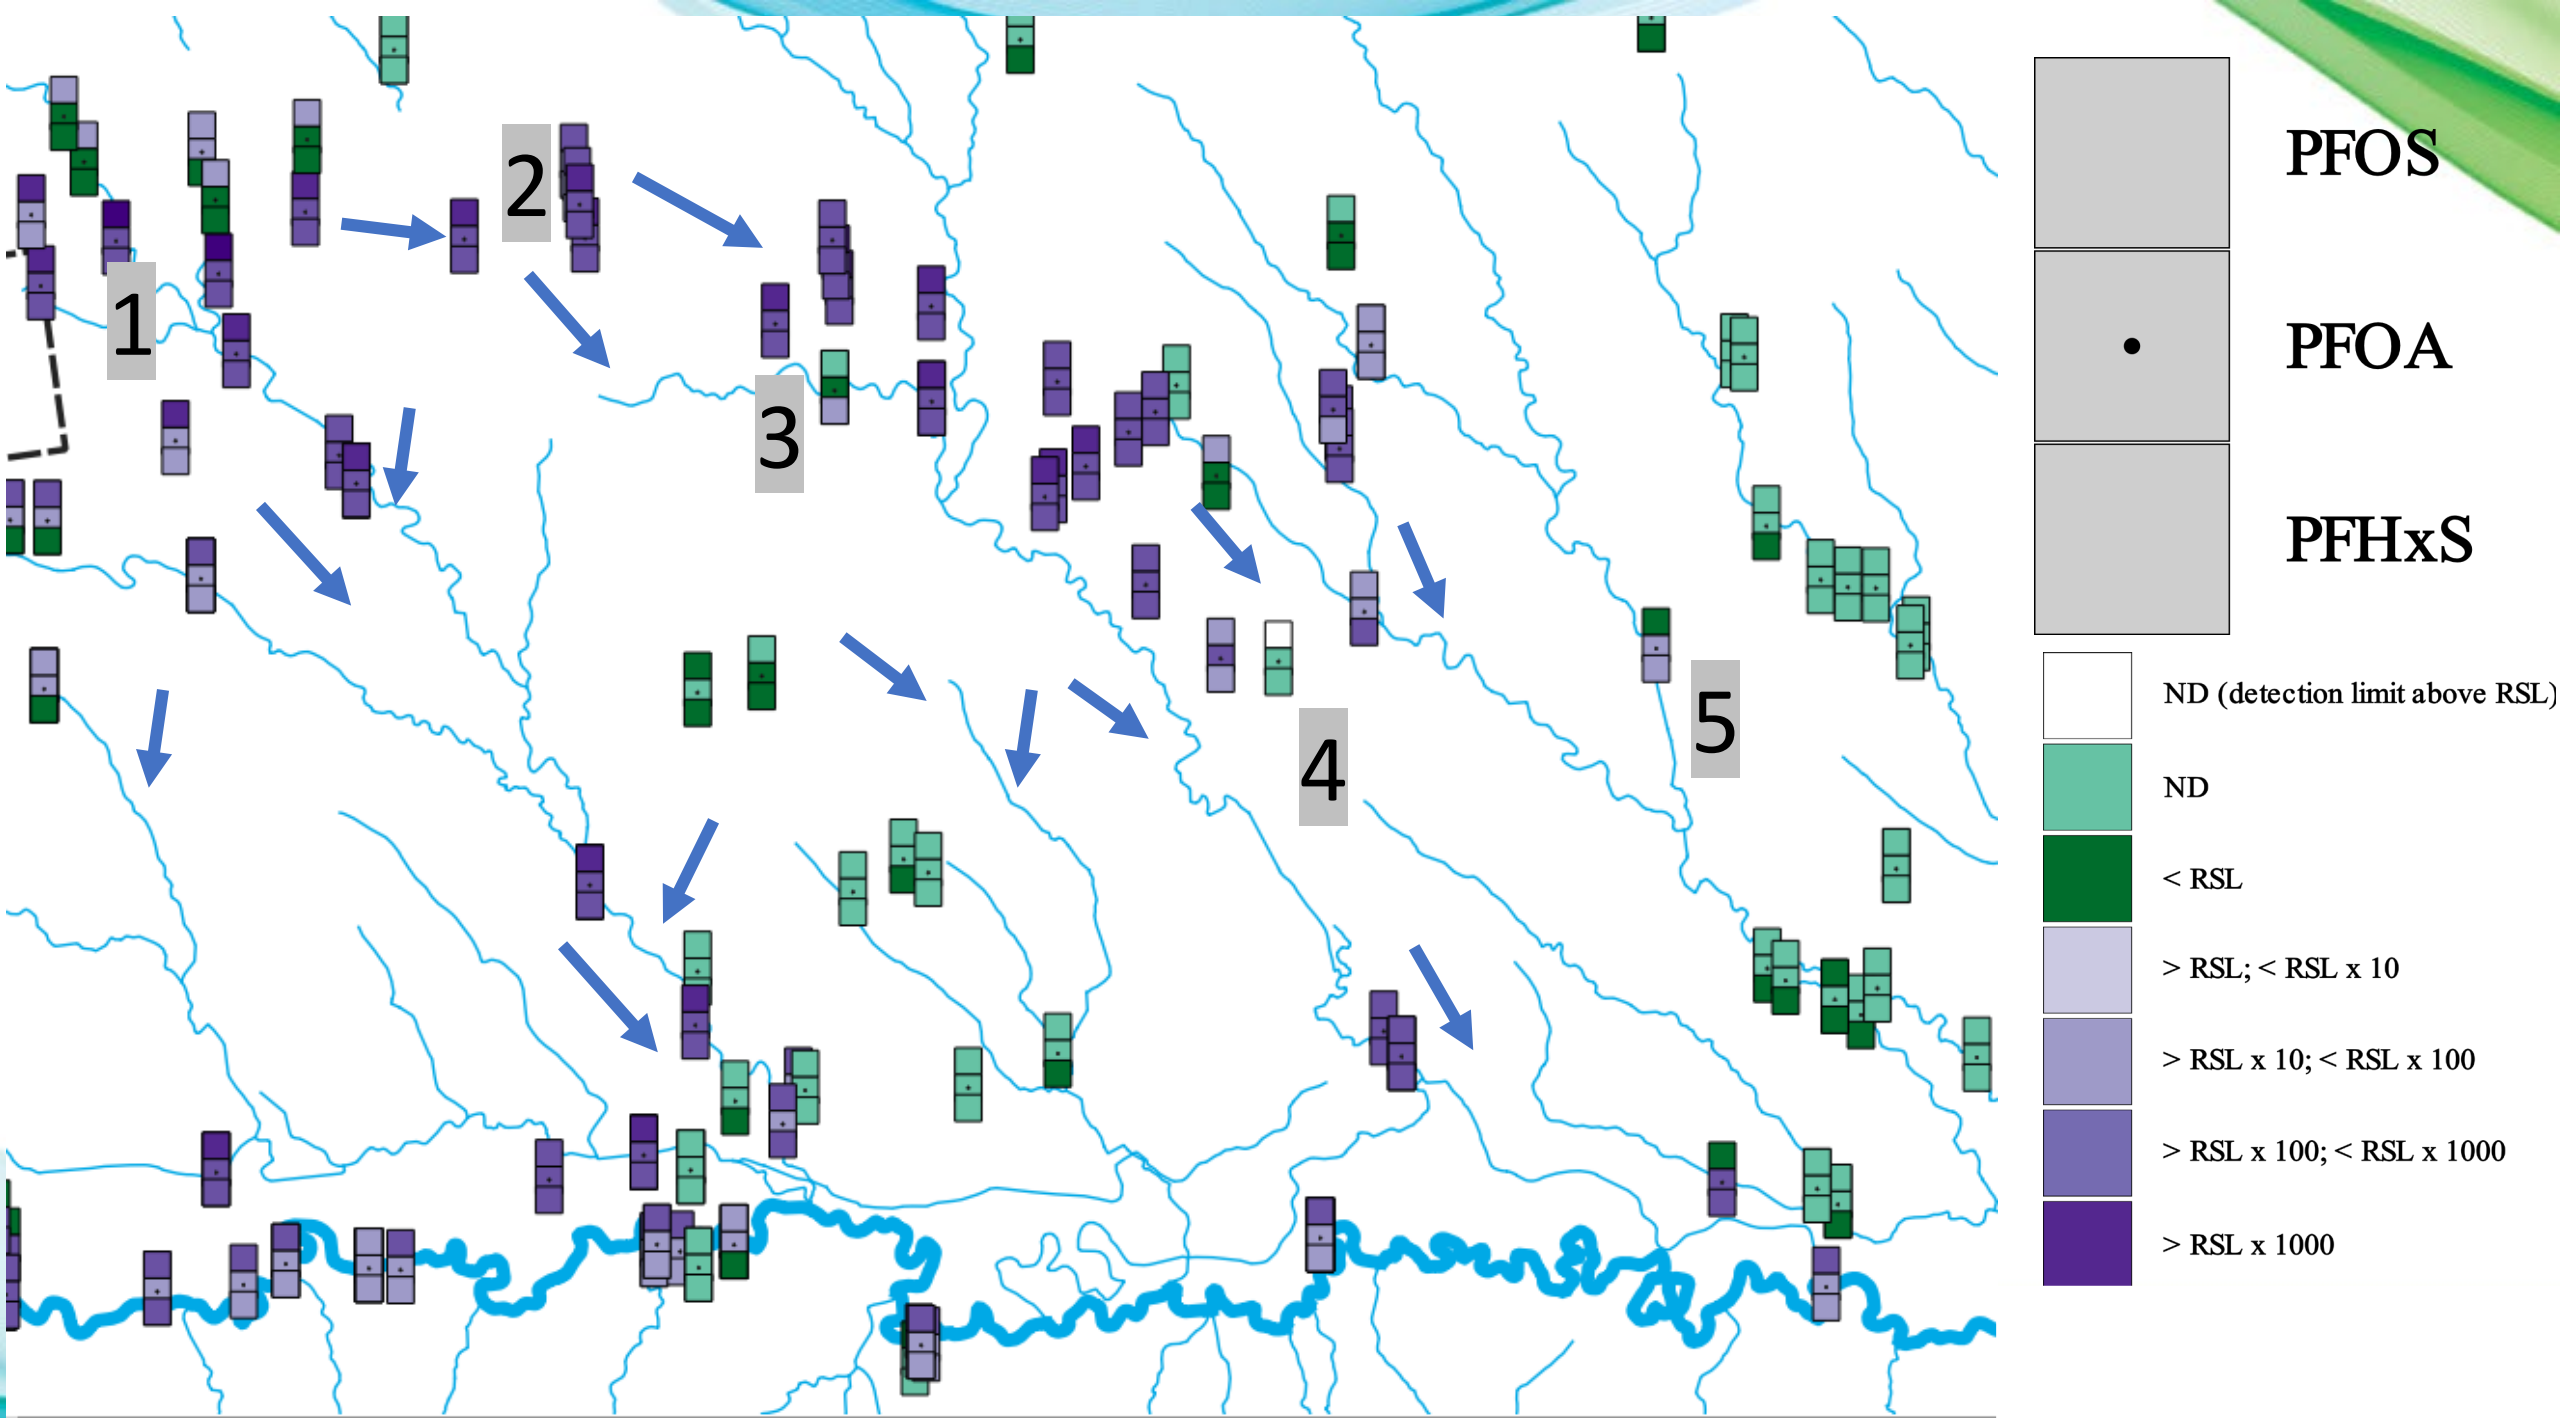 1
2
3
4
5
PFOS
PFOA
PFHxS
ND (detection limit above RSL)
ND
< RSL
> RSL; < RSL x 10
> RSL x 10; < RSL x 100
> RSL x 100; < RSL x 1000
> RSL x 1000